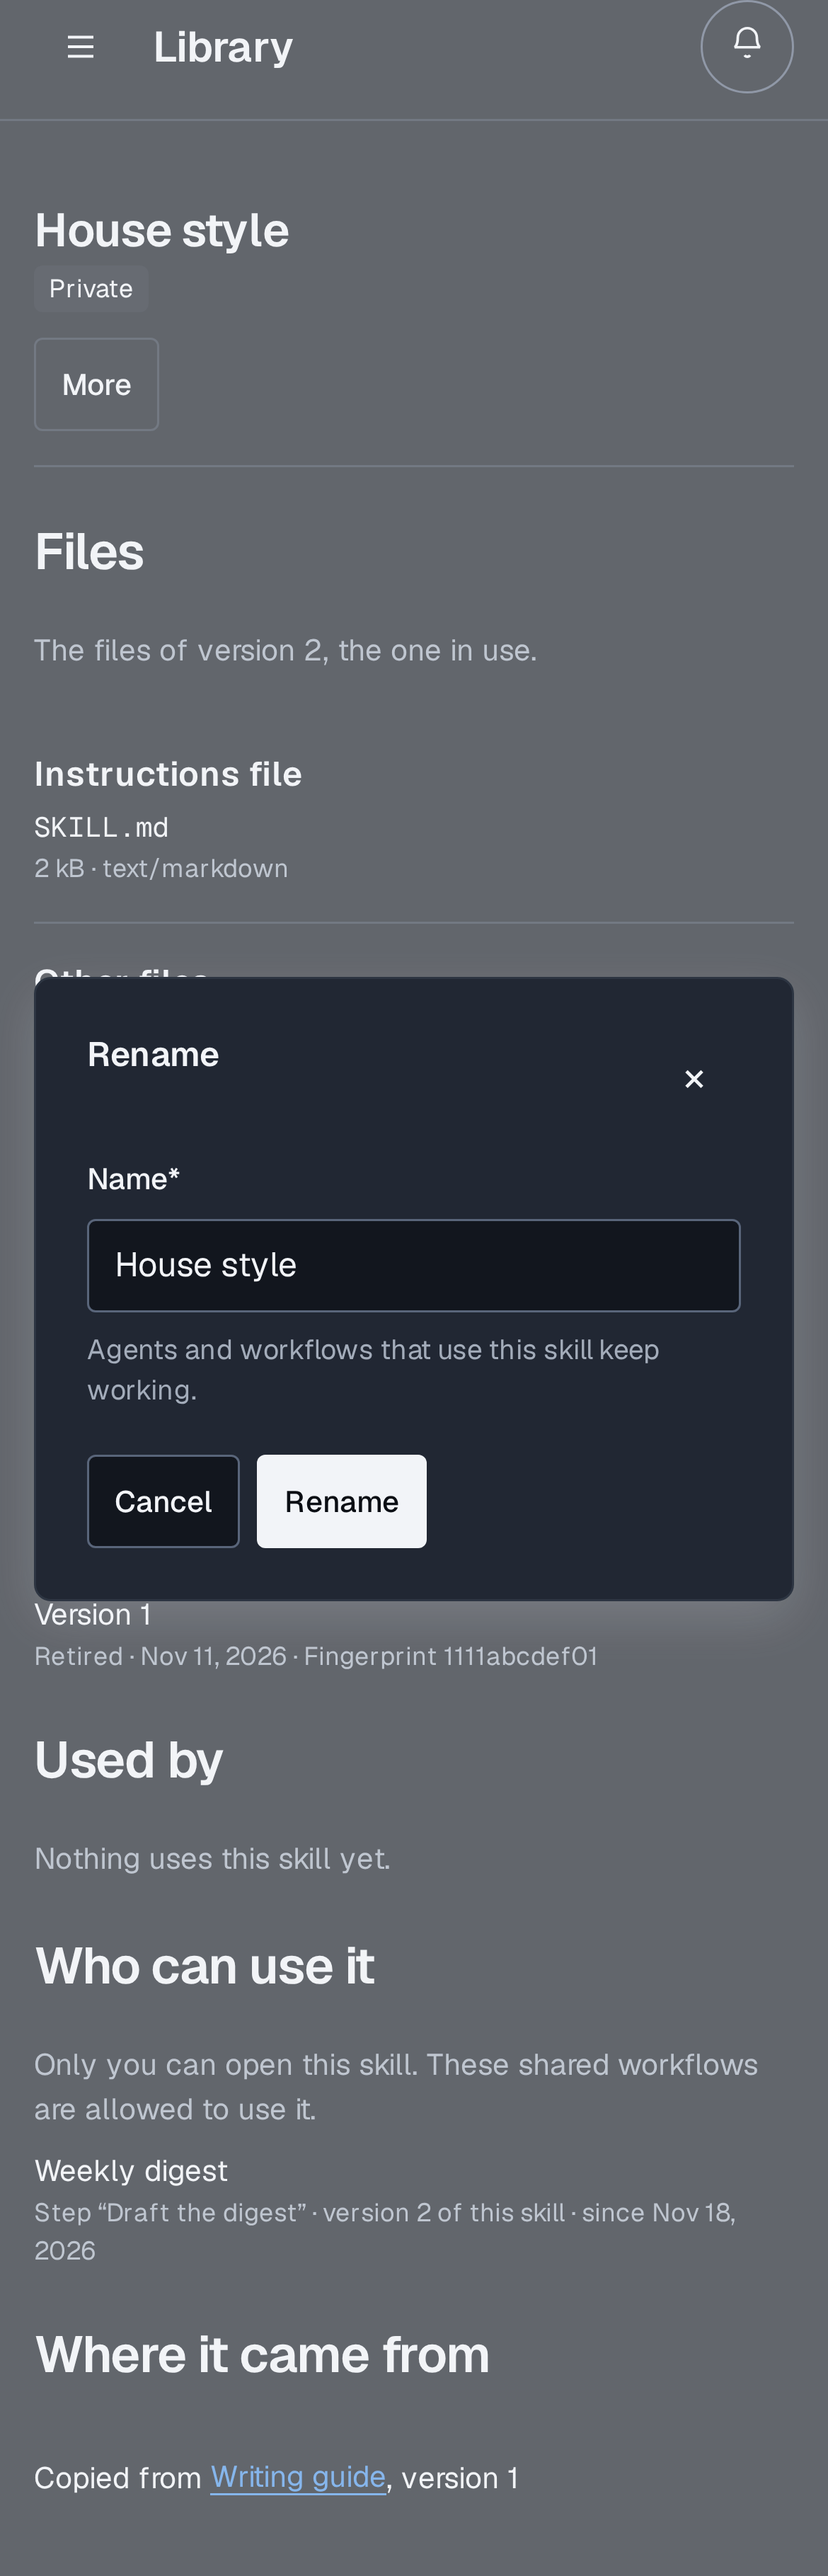 Library
House style
Private
More
Files
The files of version 2, the one in use.
Instructions file
SKILL.md
2 kB · text/markdown
Other files
Rename
×
Name*
House style
Agents and workflows that use this skill keep
working.
Cancel
Rename
Version 1
Retired · Nov 11, 2026 · Fingerprint 1111abcdef01
Used by
Nothing uses this skill yet.
Who can use it
Only you can open this skill. These shared workflows
are allowed to use it.
Weekly digest
Step “Draft the digest” · version 2 of this skill · since Nov 18,
2026
Where it came from
Copied from Writing guide, version 1